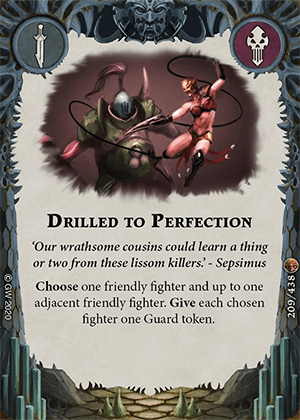 DRILLED TO PERFECTION
‘Our wrathsome cousins could learn a thing
or two from these lissom killers.’ - Sepsimus
Choose one friendly fighter and up to one
adjacent friendly fighter. Give each chosen
fighter one Guard token.
© GW 2020
209/438